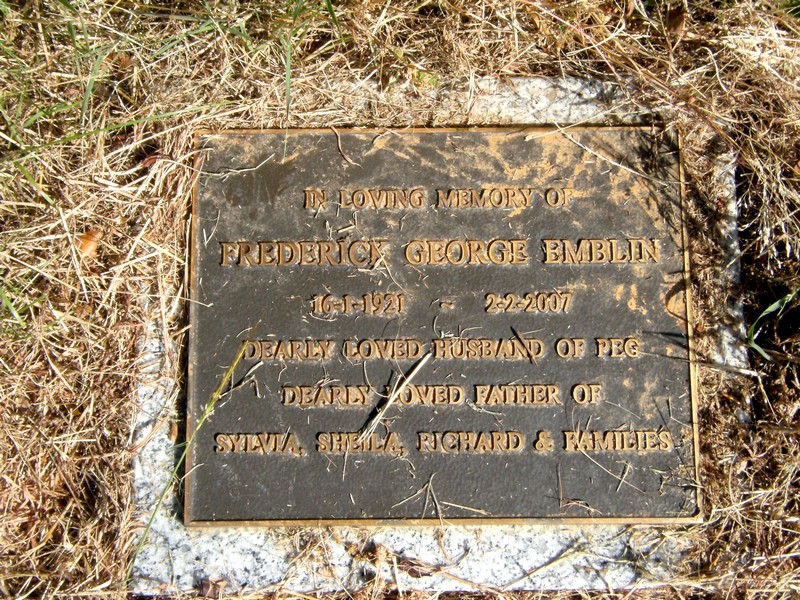 IN LOVING MEMORY OF
FREDERICK GEORGE EMBLIN
16-1-1921 - 2-2-2007
DEARLY LOVED HUSBAND OF PEG
DEARLY LOVED FATHER OF
SYLVIA, SHEILA, RICHARD & FAMILIES